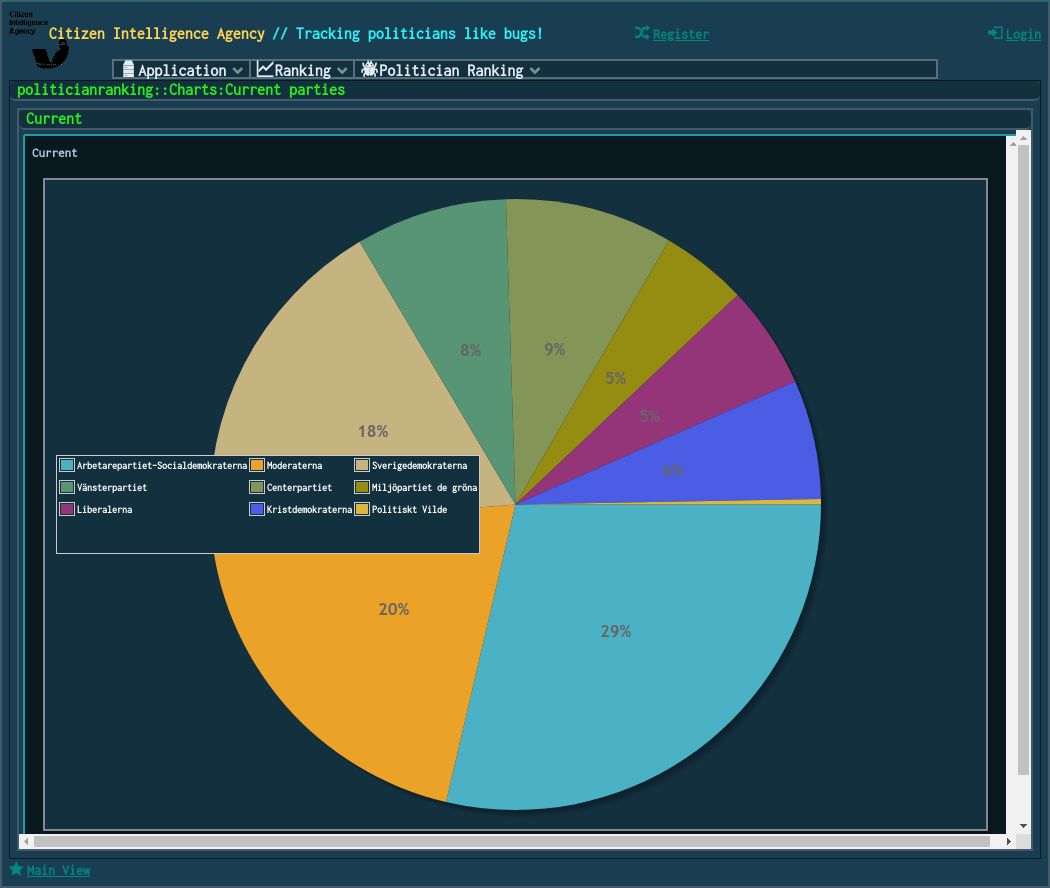 Citizen
Intelligence
Agency
Citizen Intelligence Agency // Tracking politicians like bugs!
Register
Login
Application
Ranking
Politician Ranking
politicianranking::Charts:Current parties
Current
Current
8%
9%
5%
5%
18%
6%
Arbetarepartiet-Socialdemokraterna Moderaterna Sverigedemokraterna
Vänsterpartiet Centerpartiet Miljöpartiet de gröna
Liberalerna Kristdemokraterna Politiskt Vilde
20%
29%
Main View